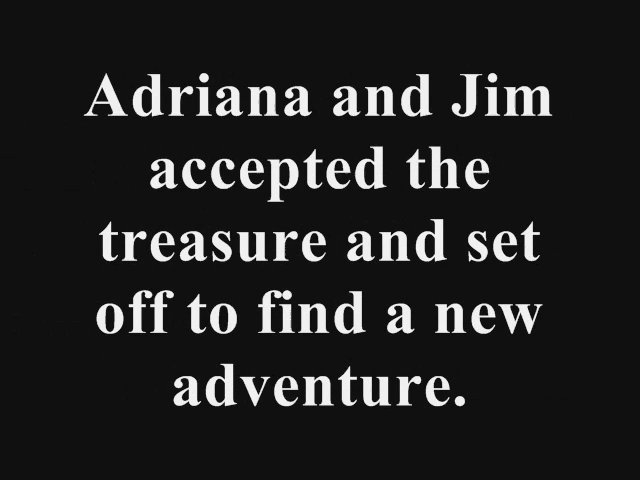 Adriana and Jim
accepted the
treasure and set
off to find a new
adventure.